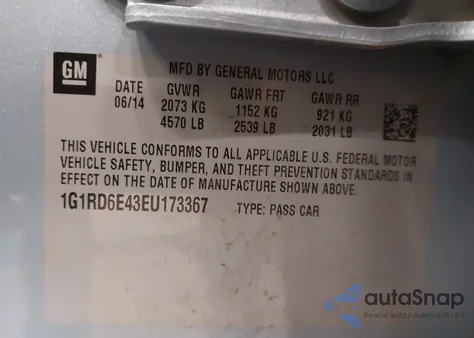 GM
MFD BY GENERAL MOTORS LLC
DATE GVWR GAWR FRT GAWR RR
06/14 2073 KG 1152 KG 921 KG
4570 LB 2539 LB 2031 LB
THIS VEHICLE CONFORMS TO ALL APPLICABLE U.S. FEDERAL MOTOR
VEHICLE SAFETY, BUMPER, AND THEFT PREVENTION STANDARDS IN
EFFECT ON THE DATE OF MANUFACTURE SHOWN ABOVE.
1G1RD6E43EU173367 TYPE: PASS CAR
autoSnap